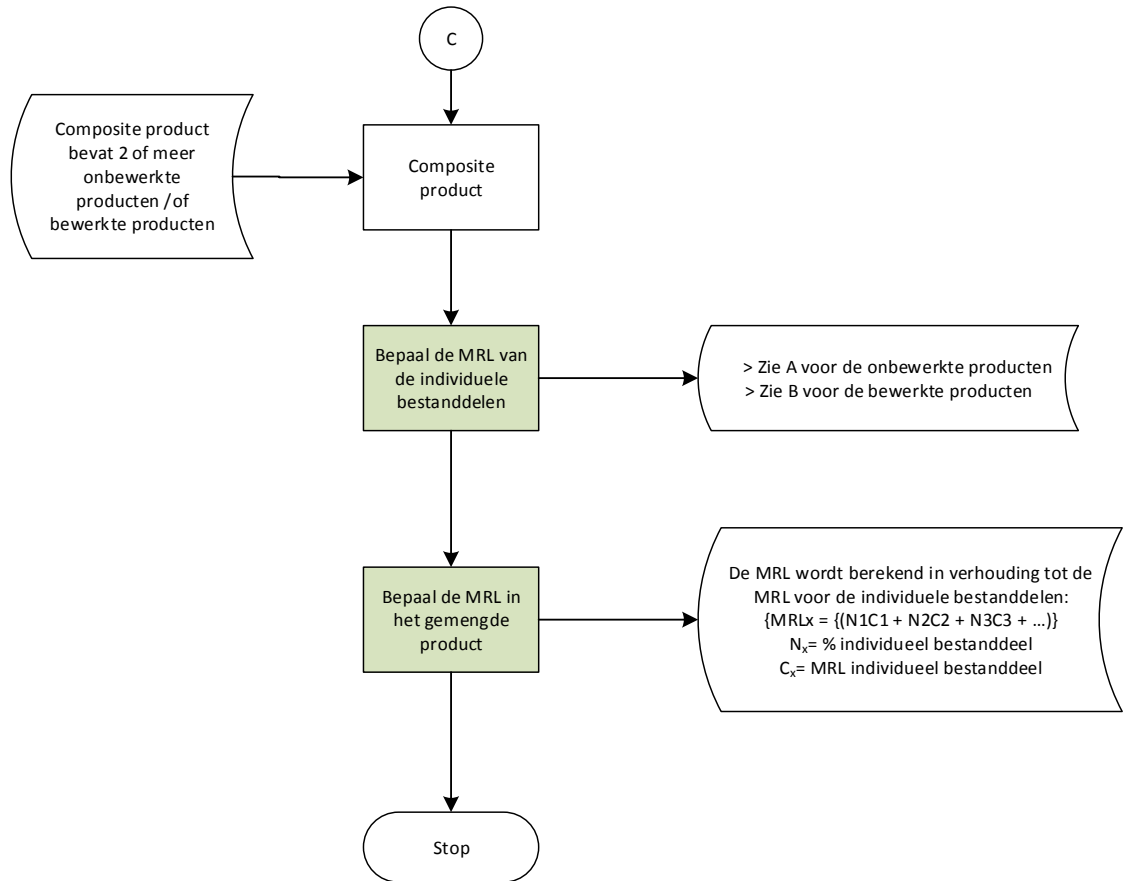 C
Composite product
bevat 2 of meer
onbewerkte
producten /of
bewerkte producten
Composite
product
Bepaal de MRL van
de individuele
bestanddelen
> Zie A voor de onbewerkte producten
> Zie B voor de bewerkte producten
Bepaal de MRL in
het gemengde
product
De MRL wordt berekend in verhouding tot de
MRL voor de individuele bestanddelen:
{MRLx = {(N1C1 + N2C2 + N3C3 + ...)}
Nₓ= % individueel bestanddeel
Cₓ= MRL individueel bestanddeel
Stop